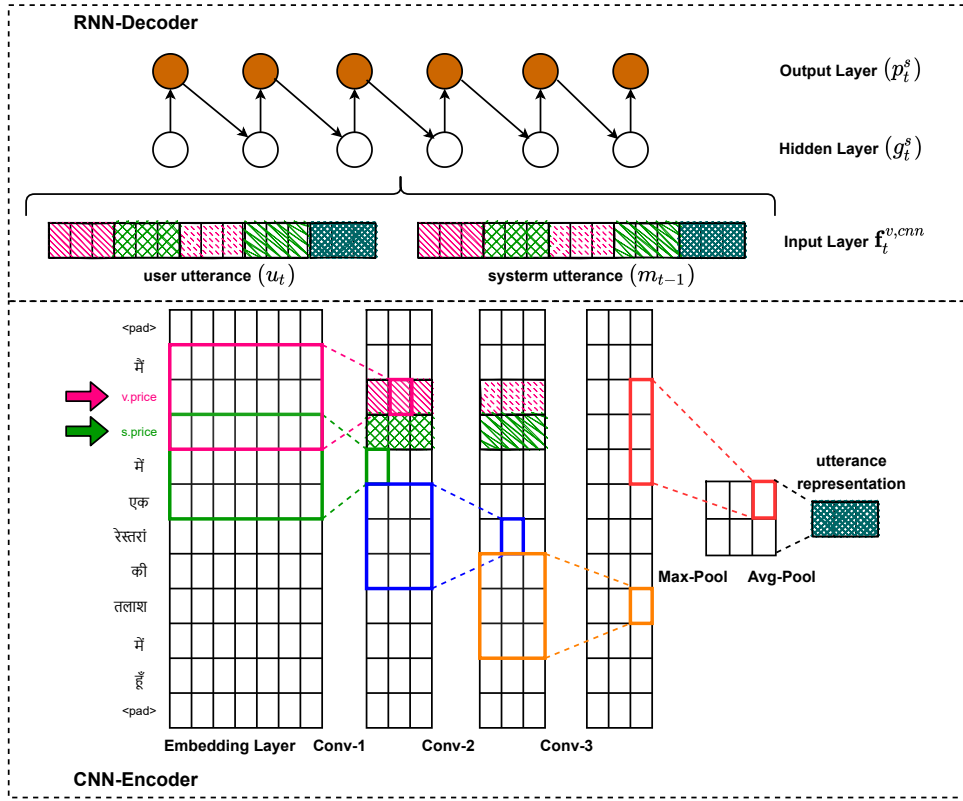 RNN-Decoder
Output Layer (p_t^s)
Hidden Layer (g_t^s)
Input Layer f_t^{v,cnn}
user utterance (u_t)
systerm utterance (m_{t-1})
<pad>
मैं
v.price
s.price
में
एक
रेस्तरां
की
तलाश
में
हूँ
<pad>
utterance
representation
Max-Pool Avg-Pool
Embedding Layer Conv-1 Conv-2 Conv-3
CNN-Encoder